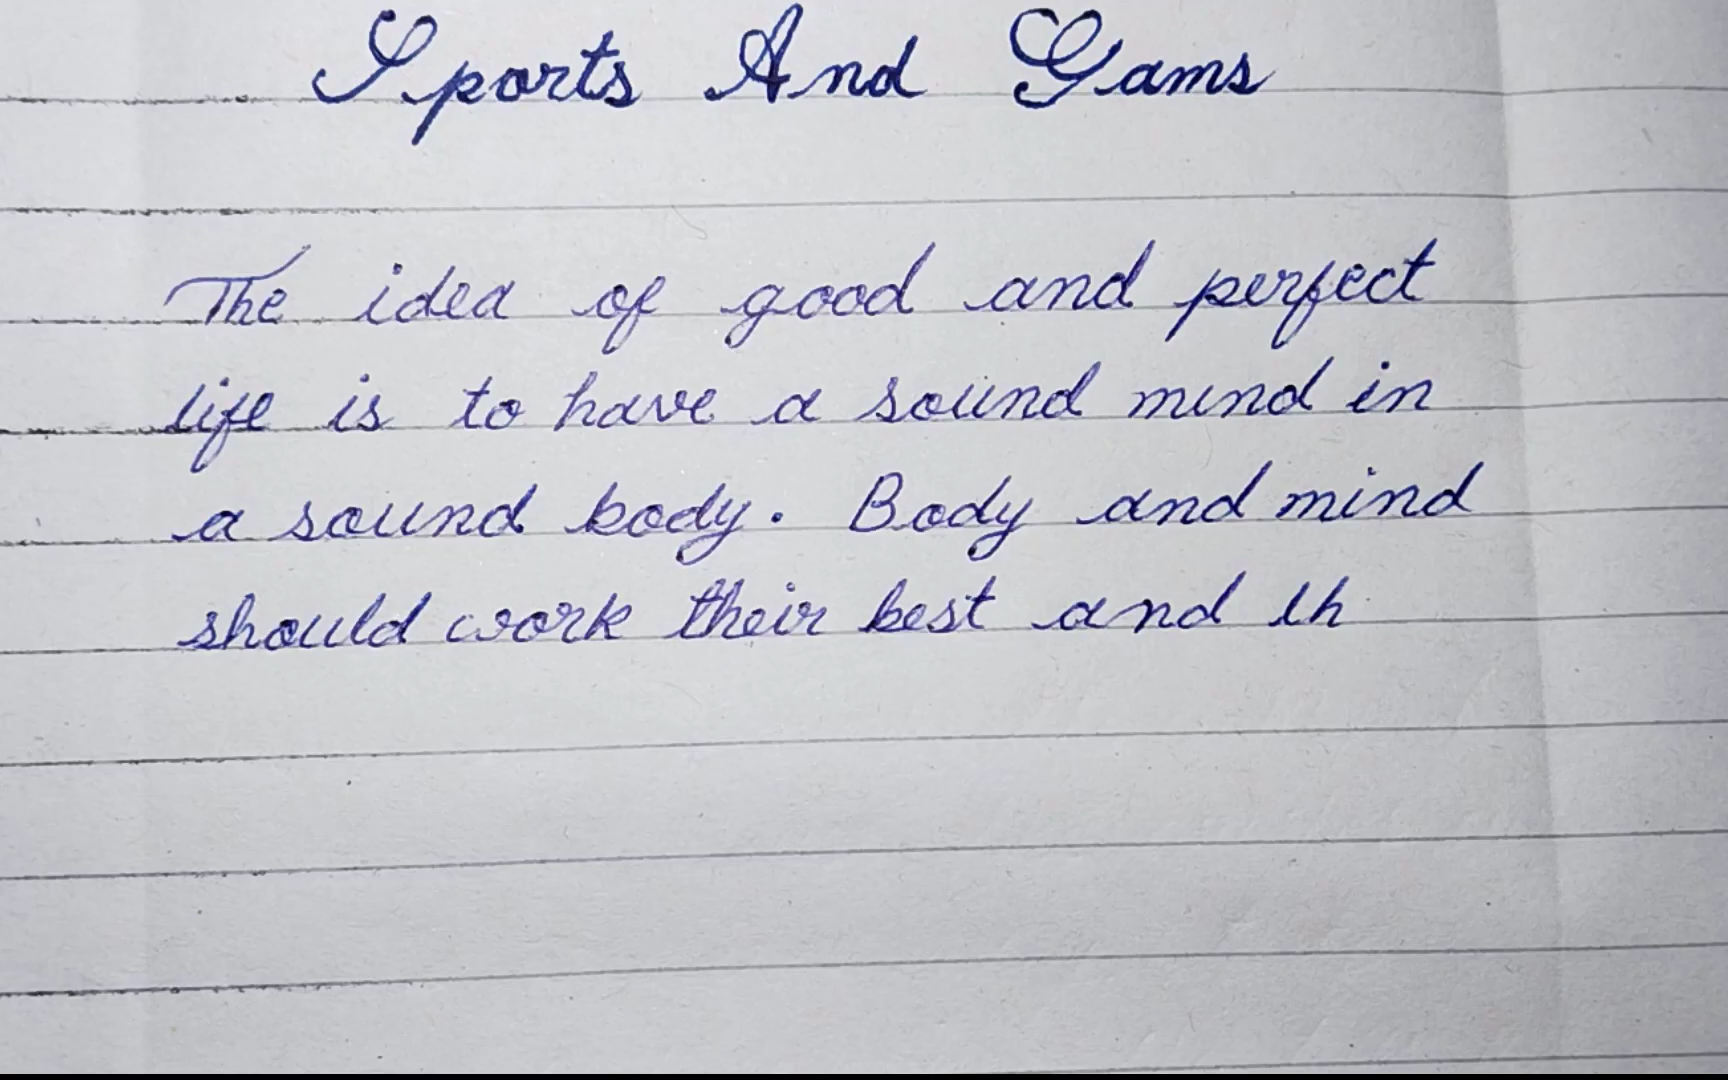 Sports And Gams
The idea of good and perfect
life is to have a sound mind in
a sound body. Body and mind
should work their best and th